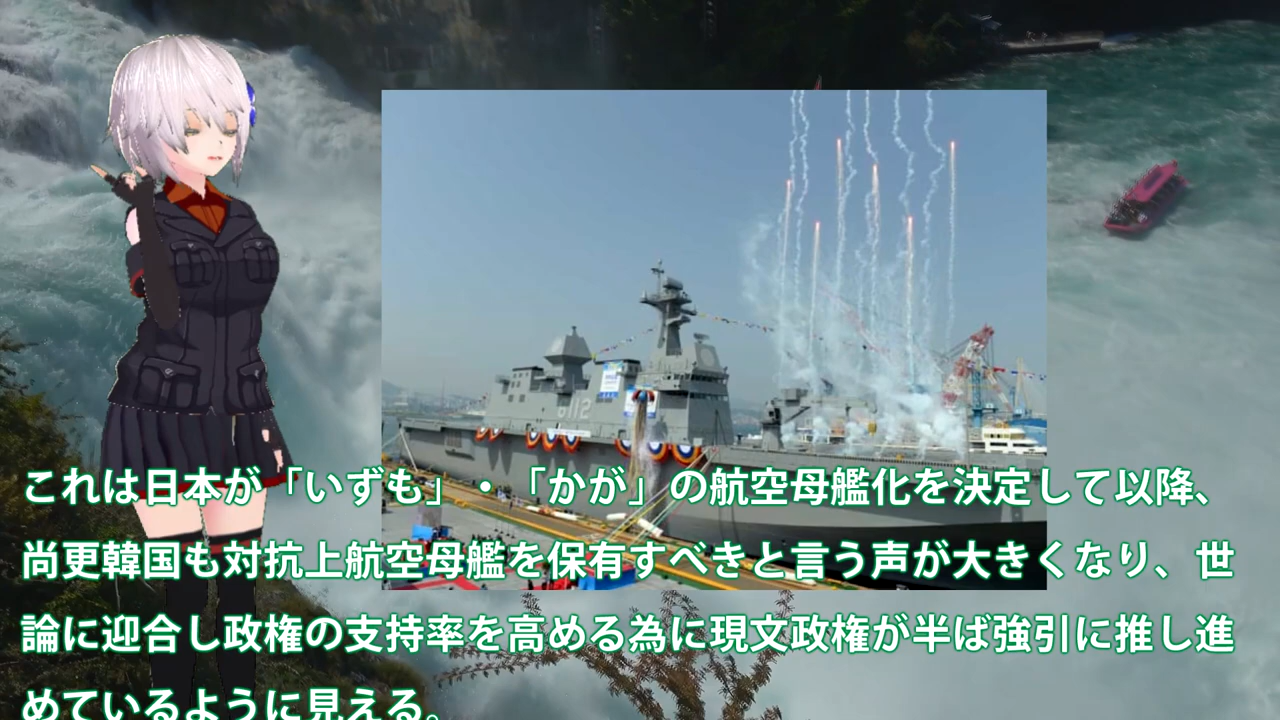 6112
これは日本が「いずも」・「かが」の航空母艦化を決定して以降、
尚更韓国も対抗上航空母艦を保有すべきと言う声が大きくなり、世
論に迎合し政権の支持率を高める為に現文政権が半ば強引に推し進
めているように見える。